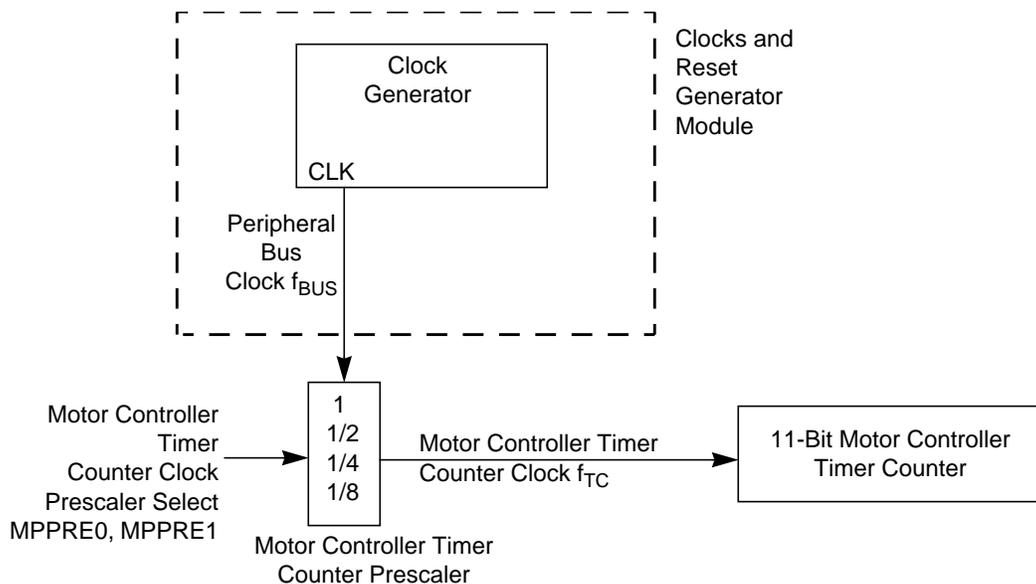 Clock
Generator
CLK
Clocks and
Reset
Generator
Module
Peripheral
Bus
Clock fBUS
Motor Controller
Timer
Counter Clock
Prescaler Select
MPPRE0, MPPRE1
1
1/2
1/4
1/8
Motor Controller Timer
Counter Prescaler
Motor Controller Timer
Counter Clock fTC
11-Bit Motor Controller
Timer Counter